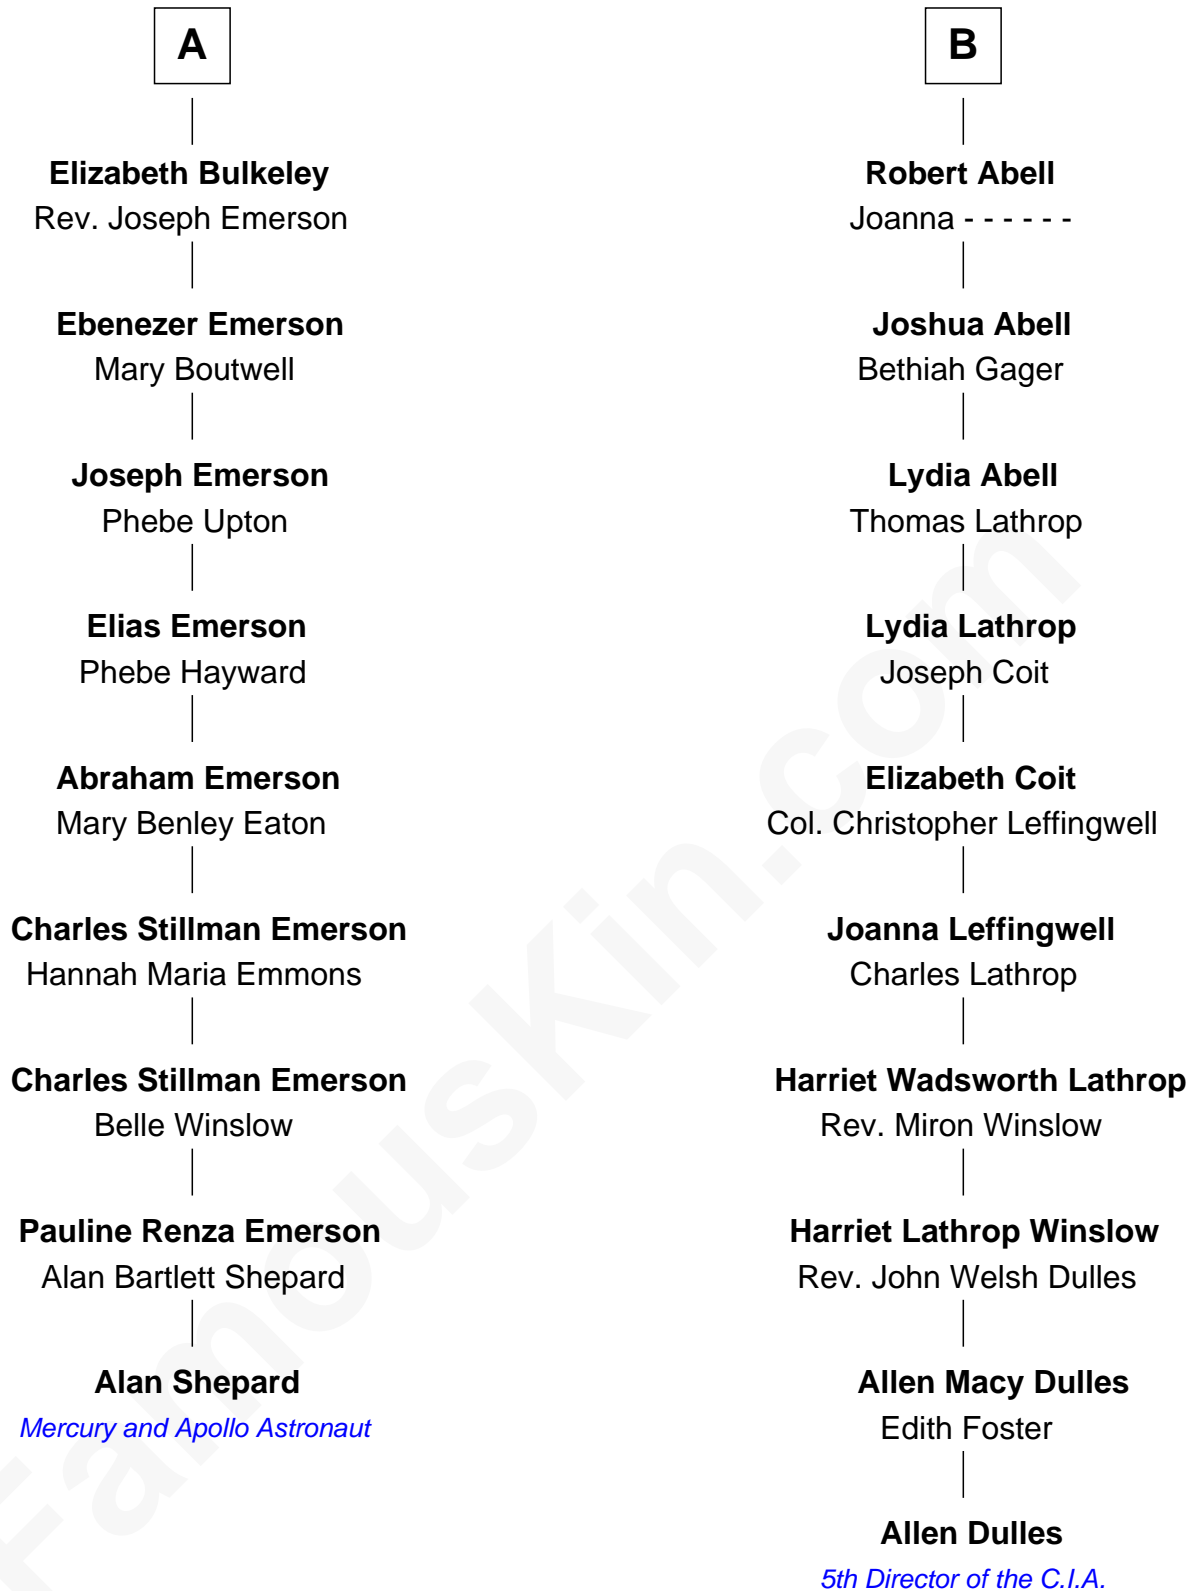 A
Elizabeth Bulkeley
Rev. Joseph Emerson
Ebenezer Emerson
Mary Boutwell
Joseph Emerson
Phebe Upton
Elias Emerson
Phebe Hayward
Abraham Emerson
Mary Benley Eaton
Charles Stillman Emerson
Hannah Maria Emmons
Charles Stillman Emerson
Belle Winslow
Pauline Renza Emerson
Alan Bartlett Shepard
Alan Shepard
Mercury and Apollo Astronaut
B
Robert Abell
Joanna - - - - - -
Joshua Abell
Bethiah Gager
Lydia Abell
Thomas Lathrop
Lydia Lathrop
Joseph Coit
Elizabeth Coit
Col. Christopher Leffingwell
Joanna Leffingwell
Charles Lathrop
Harriet Wadsworth Lathrop
Rev. Miron Winslow
Harriet Lathrop Winslow
Rev. John Welsh Dulles
Allen Macy Dulles
Edith Foster
Allen Dulles
5th Director of the C.I.A.
FamousKin.com